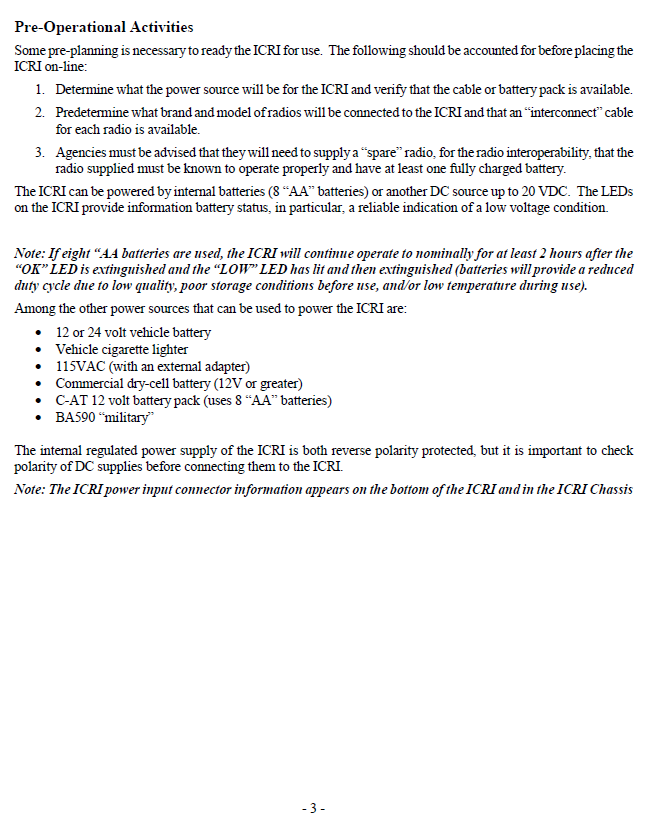 Pre-Operational Activities
Some pre-planning is necessary to ready the ICRI for use. The following should be accounted for before placing the
ICRI on-line:
1. Determine what the power source will be for the ICRI and verify that the cable or battery pack is available.
2. Predetermine what brand and model of radios will be connected to the ICRI and that an “interconnect” cable
for each radio is available.
3. Agencies must be advised that they will need to supply a “spare” radio, for the radio interoperability, that the
radio supplied must be known to operate properly and have at least one fully charged battery.
The ICRI can be powered by internal batteries (8 “AA” batteries) or another DC source up to 20 VDC. The LEDs
on the ICRI provide information battery status, in particular, a reliable indication of a low voltage condition.
Note: If eight “AA batteries are used, the ICRI will continue operate to nominally for at least 2 hours after the
“OK” LED is extinguished and the “LOW” LED has lit and then extinguished (batteries will provide a reduced
duty cycle due to low quality, poor storage conditions before use, and/or low temperature during use).
Among the other power sources that can be used to power the ICRI are:
• 12 or 24 volt vehicle battery
• Vehicle cigarette lighter
• 115VAC (with an external adapter)
• Commercial dry-cell battery (12V or greater)
• C-AT 12 volt battery pack (uses 8 “AA” batteries)
• BA590 “military”
The internal regulated power supply of the ICRI is both reverse polarity protected, but it is important to check
polarity of DC supplies before connecting them to the ICRI.
Note: The ICRI power input connector information appears on the bottom of the ICRI and in the ICRI Chassis
- 3 -